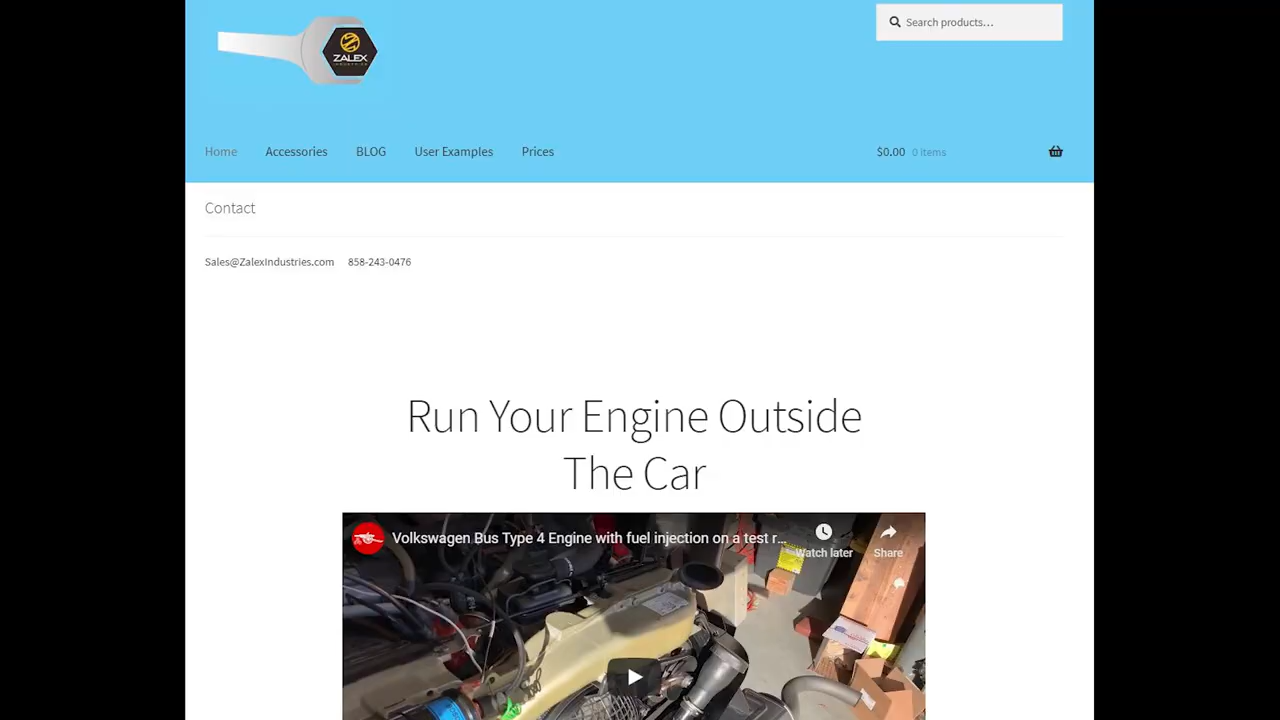 ZALEX
INDUSTRIES
Search products…
Home Accessories BLOG User Examples Prices
$0.00 0 items
Contact
Sales@ZalexIndustries.com 858-243-0476
Run Your Engine Outside
The Car
Volkswagen Bus Type 4 Engine with fuel injection on a test r…
Watch later
Share